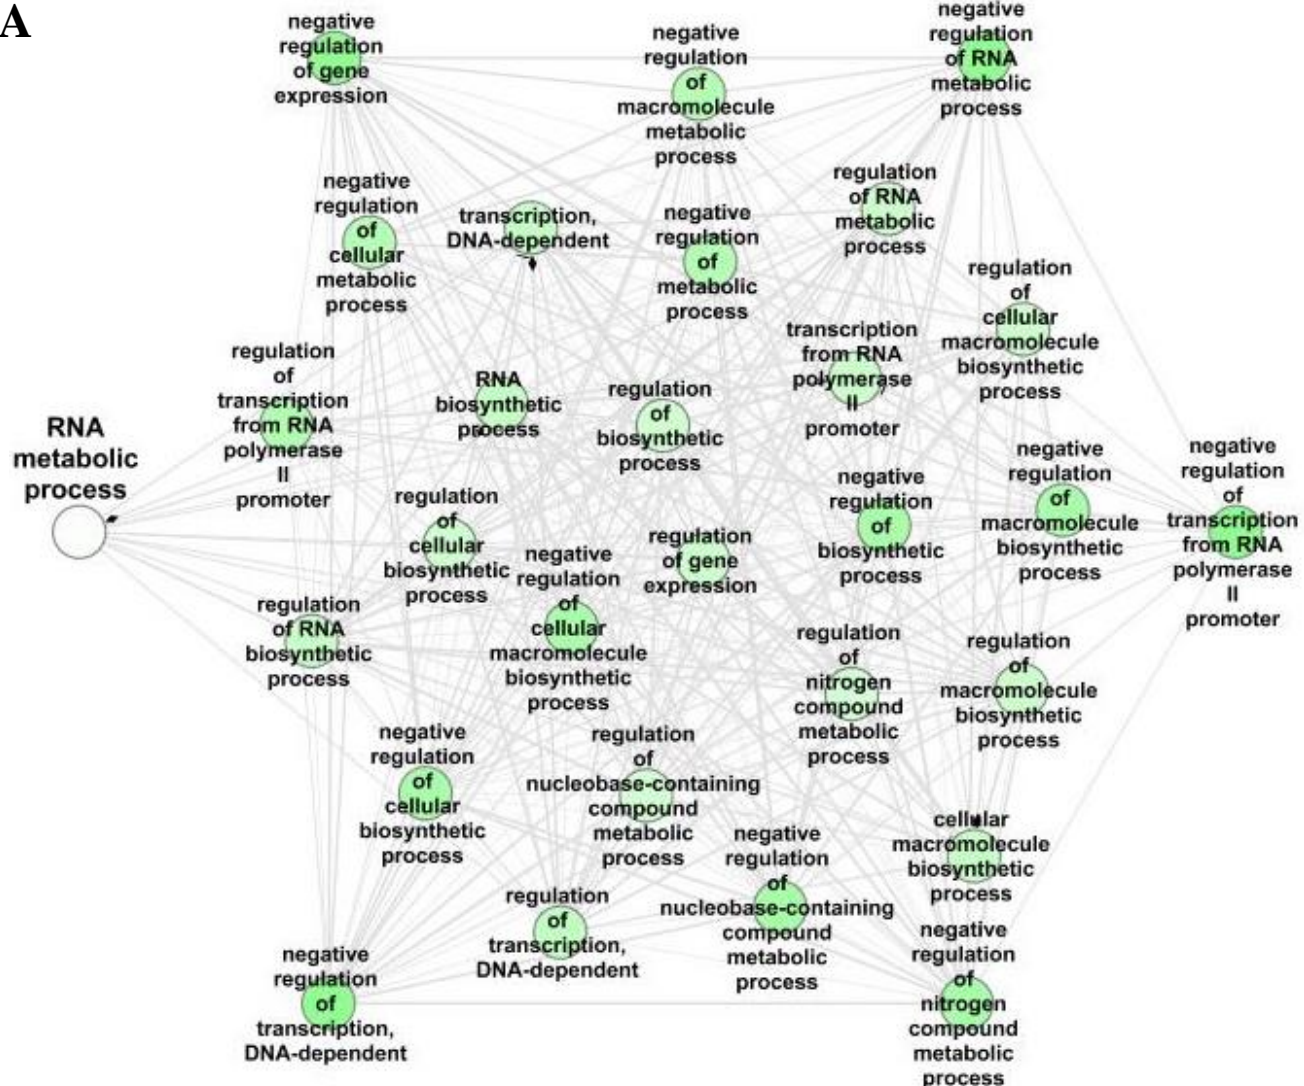 A
negative
regulation
of gene
expression
negative
regulation
of
macromolecule
metabolic
process
negative
regulation
of RNA
metabolic
process
negative
regulation
of
cellular
metabolic
process
transcription,
DNA-dependent
negative
regulation
of
metabolic
process
regulation
of RNA
metabolic
process
regulation
of
cellular
macromolecule
biosynthetic
process
regulation
of
transcription
from RNA
polymerase
II
promoter
RNA
biosynthetic
process
regulation
of
biosynthetic
process
transcription
from RNA
polymerase
II
promoter
RNA
metabolic
process
regulation
of
cellular
biosynthetic
process
negative
regulation
of
cellular
macromolecule
biosynthetic
process
regulation
of gene
expression
negative
regulation
of
biosynthetic
process
negative
regulation
of
macromolecule
biosynthetic
process
negative
regulation
of
transcription
from RNA
polymerase
II
promoter
regulation
of RNA
biosynthetic
process
regulation
of
nitrogen
compound
metabolic
process
regulation
of
macromolecule
biosynthetic
process
negative
regulation
of
cellular
biosynthetic
process
regulation
of
nucleobase-containing
compound
metabolic
process
negative
regulation
of
nucleobase-containing
compound
metabolic
process
cellular
macromolecule
biosynthetic
process
regulation
of
transcription,
DNA-dependent
negative
regulation
of
transcription,
DNA-dependent
negative
regulation
of
nitrogen
compound
metabolic
process